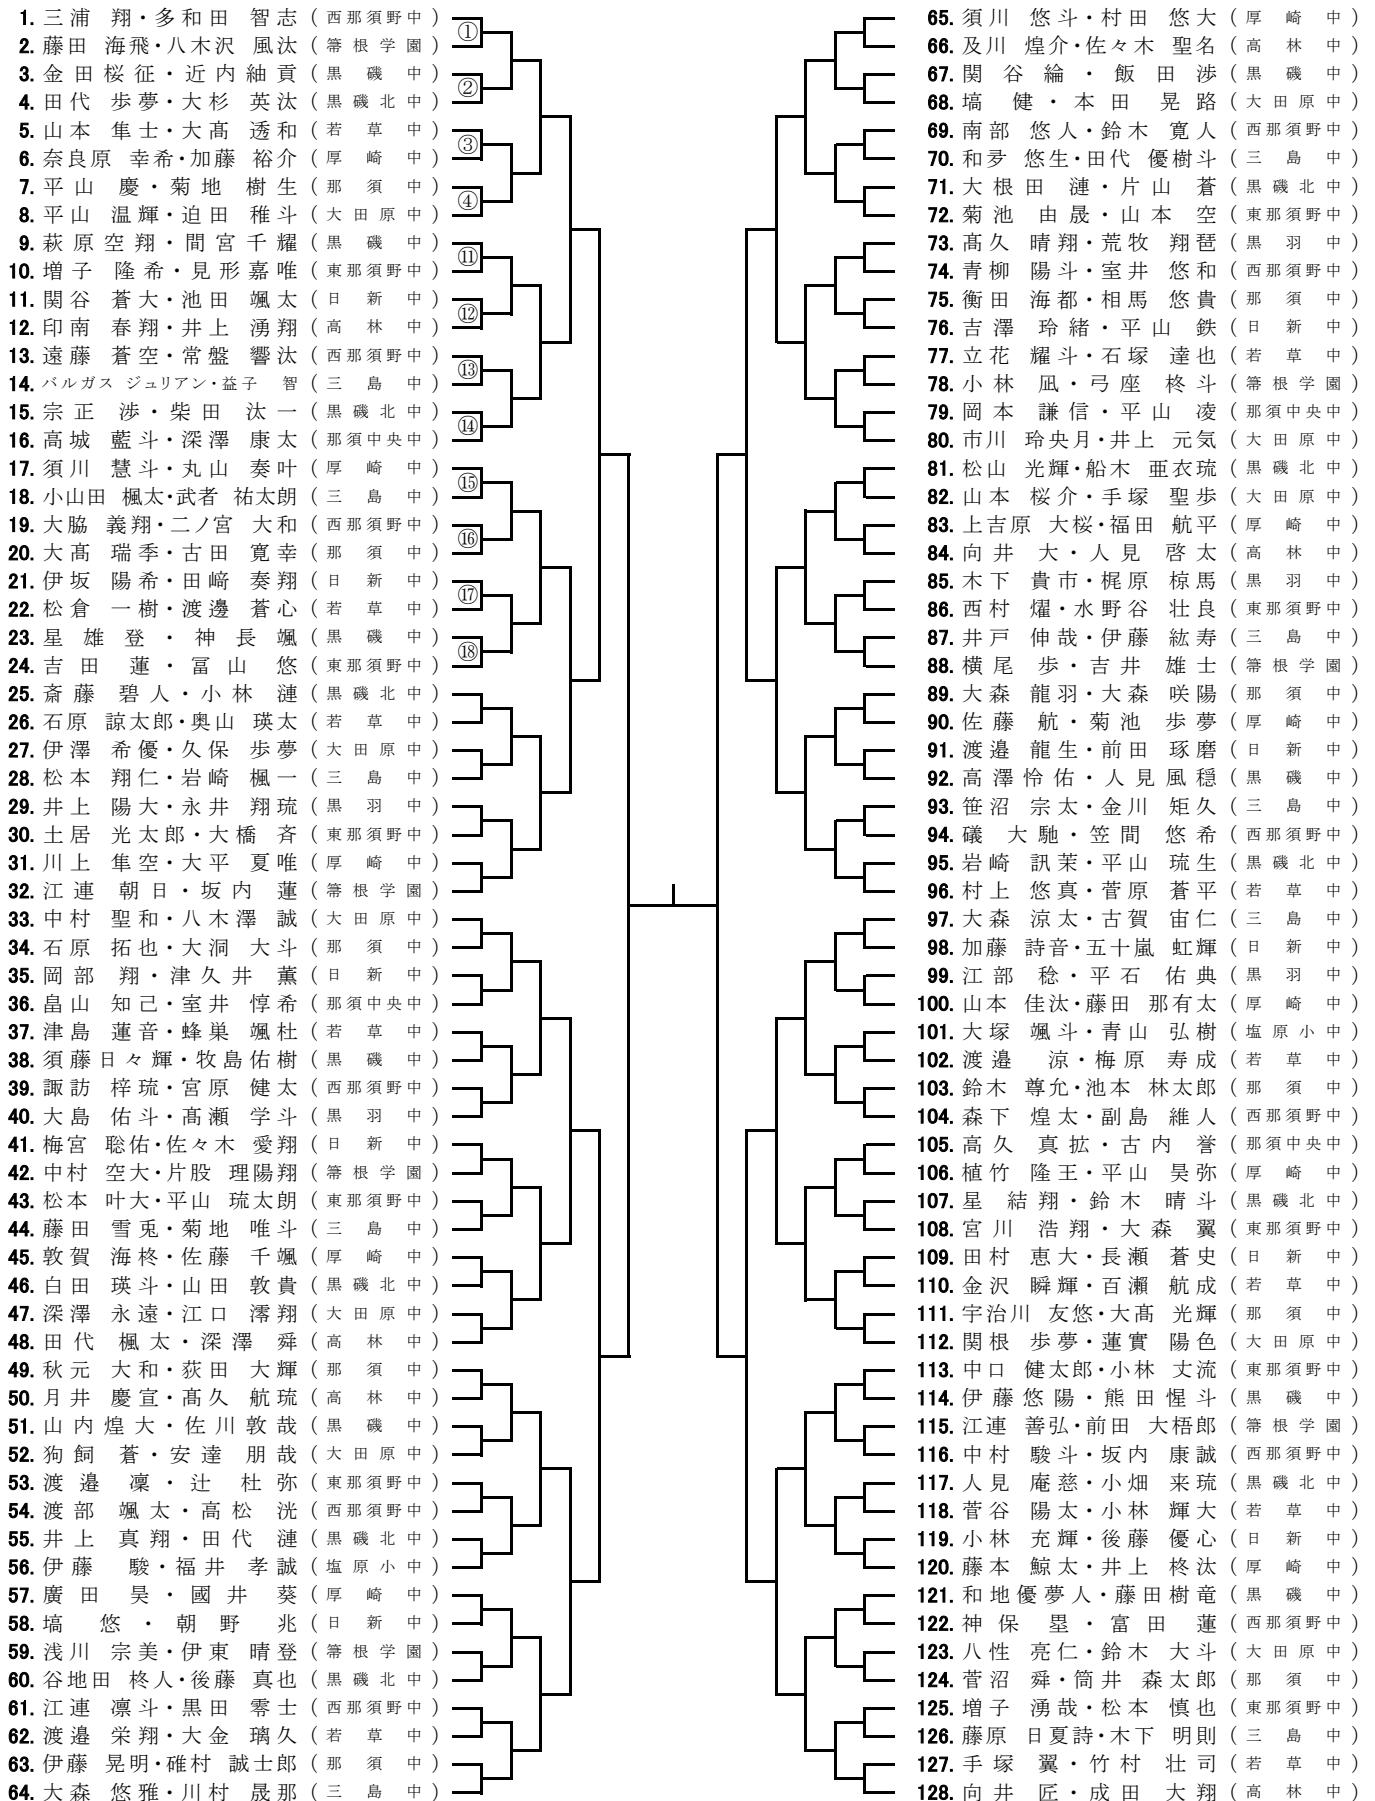 1. 三浦 翔・多和田 智志 (西那須野中)
2. 藤田 海飛・八木沢 風汰 (箒根学園)
①
3. 金田桜征・近内紬貢 (黒磯中)
4. 田代 歩夢・大杉 英汰 (黒磯北中)
②
5. 山本 隼士・大髙 透和 (若草中)
6. 奈良原 幸希・加藤 裕介 (厚崎中)
③
7. 平山 慶・菊地 樹生 (那須中)
8. 平山 温輝・迫田 稚斗 (大田原中)
④
9. 萩原空翔・間宮千耀 (黒磯中)
10. 増子 隆希・見形嘉唯 (東那須野中)
⑪
11. 関谷 蒼大・池田 颯太 (日新中)
12. 印南 春翔・井上 湧翔 (高林中)
⑫
13. 遠藤 蒼空・常盤 響汰 (西那須野中)
14. バルガス ジュリアン・益子 智 (三島中)
⑬
15. 宗正 渉・柴田 汰一 (黒磯北中)
16. 高城 藍斗・深澤 康太 (那須中央中)
⑭
17. 須川 慧斗・丸山 奏叶 (厚崎中)
18. 小山田 楓太・武者 祐太朗 (三島中)
⑮
19. 大脇 義翔・二ノ宮 大和 (西那須野中)
20. 大髙 瑞季・古田 寛幸 (那須中)
⑯
21. 伊坂 陽希・田﨑 奏翔 (日新中)
22. 松倉 一樹・渡邊 蒼心 (若草中)
⑰
23. 星雄登・神長颯 (黒磯中)
24. 吉田 蓮・冨山 悠 (東那須野中)
⑱
25. 斎藤 碧人・小林 漣 (黒磯北中)
26. 石原 諒太郎・奥山 瑛太 (若草中)
27. 伊澤 希優・久保 歩夢 (大田原中)
28. 松本 翔仁・岩崎 楓一 (三島中)
29. 井上 陽大・永井 翔琉 (黒羽中)
30. 土居 光太郎・大橋 斉 (東那須野中)
31. 川上 隼空・大平 夏唯 (厚崎中)
32. 江連 朝日・坂内 蓮 (箒根学園)
33. 中村 聖和・八木澤 誠 (大田原中)
34. 石原 拓也・大洞 大斗 (那須中)
35. 岡部 翔・津久井 薫 (日新中)
36. 畠山 知己・室井 惇希 (那須中央中)
37. 津島 蓮音・蜂巣 颯杜 (若草中)
38. 須藤日々輝・牧島佑樹 (黒磯中)
39. 諏訪 梓琉・宮原 健太 (西那須野中)
40. 大島 佑斗・髙瀬 学斗 (黒羽中)
41. 梅宮 聡佑・佐々木 愛翔 (日新中)
42. 中村 空大・片股 理陽翔 (箒根学園)
43. 松本 叶大・平山 琉太朗 (東那須野中)
44. 藤田 雪兎・菊地 唯斗 (三島中)
45. 敦賀 海柊・佐藤 千颯 (厚崎中)
46. 白田 瑛斗・山田 敦貴 (黒磯北中)
47. 深澤 永遠・江口 澪翔 (大田原中)
48. 田代 楓太・深澤 舜 (高林中)
49. 秋元 大和・荻田 大輝 (那須中)
50. 月井 慶宣・髙久 航琉 (高林中)
51. 山内煌大・佐川敦哉 (黒磯中)
52. 狗飼 蒼・安達 朋哉 (大田原中)
53. 渡邉 凜・辻 杜弥 (東那須野中)
54. 渡部 颯太・高松 洸 (西那須野中)
55. 井上 真翔・田代 漣 (黒磯北中)
56. 伊藤 駿・福井 孝誠 (塩原小中)
57. 廣田 昊・國井 葵 (厚崎中)
58. 塙 悠・朝野 兆 (日新中)
59. 浅川 宗美・伊東 晴登 (箒根学園)
60. 谷地田 柊人・後藤 真也 (黒磯北中)
61. 江連 凛斗・黒田 零士 (西那須野中)
62. 渡邉 栄翔・大金 璃久 (若草中)
63. 伊藤 晃明・碓村 誠士郎 (那須中)
64. 大森 悠雅・川村 晟那 (三島中)
65. 須川 悠斗・村田 悠大 (厚崎中)
66. 及川 煌介・佐々木 聖名 (高林中)
67. 関谷綸・飯田渉 (黒磯中)
68. 塙 健・本田 晃路 (大田原中)
69. 南部 悠人・鈴木 寛人 (西那須野中)
70. 和夛 悠生・田代 優樹斗 (三島中)
71. 大根田 漣・片山 蒼 (黒磯北中)
72. 菊池 由晟・山本 空 (東那須野中)
73. 髙久 晴翔・荒牧 翔琶 (黒羽中)
74. 青柳 陽斗・室井 悠和 (西那須野中)
75. 衡田 海都・相馬 悠貴 (那須中)
76. 吉澤 玲緒・平山 鉄 (日新中)
77. 立花 耀斗・石塚 達也 (若草中)
78. 小林 凪・弓座 柊斗 (箒根学園)
79. 岡本 謙信・平山 凌 (那須中央中)
80. 市川 玲央月・井上 元気 (大田原中)
81. 松山 光輝・船木 亜衣琉 (黒磯北中)
82. 山本 桜介・手塚 聖歩 (大田原中)
83. 上吉原 大桜・福田 航平 (厚崎中)
84. 向井 大・人見 啓太 (高林中)
85. 木下 貴市・梶原 椋馬 (黒羽中)
86. 西村 燿・水野谷 壮良 (東那須野中)
87. 井戸 伸哉・伊藤 紘寿 (三島中)
88. 横尾 歩・吉井 雄士 (箒根学園)
89. 大森 龍羽・大森 咲陽 (那須中)
90. 佐藤 航・菊池 歩夢 (厚崎中)
91. 渡邉 龍生・前田 琢磨 (日新中)
92. 高澤怜佑・人見風穏 (黒磯中)
93. 笹沼 宗太・金川 矩久 (三島中)
94. 礒 大馳・笠間 悠希 (西那須野中)
95. 岩崎 訊茉・平山 琉生 (黒磯北中)
96. 村上 悠真・菅原 蒼平 (若草中)
97. 大森 涼太・古賀 宙仁 (三島中)
98. 加藤 詩音・五十嵐 虹輝 (日新中)
99. 江部 稔・平石 佑典 (黒羽中)
100. 山本 佳汰・藤田 那有太 (厚崎中)
101. 大塚 颯斗・青山 弘樹 (塩原小中)
102. 渡邉 涼・梅原 寿成 (若草中)
103. 鈴木 尊允・池本 林太郎 (那須中)
104. 森下 煌太・副島 維人 (西那須野中)
105. 高久 真拡・古内 誉 (那須中央中)
106. 植竹 隆王・平山 昊弥 (厚崎中)
107. 星 結翔・鈴木 晴斗 (黒磯北中)
108. 宮川 浩翔・大森 翼 (東那須野中)
109. 田村 恵大・長瀬 蒼史 (日新中)
110. 金沢 瞬輝・百瀬 航成 (若草中)
111. 宇治川 友悠・大髙 光輝 (那須中)
112. 関根 歩夢・蓮實 陽色 (大田原中)
113. 中口 健太郎・小林 丈流 (東那須野中)
114. 伊藤悠陽・熊田惺斗 (黒磯中)
115. 江連 善弘・前田 大梧郎 (箒根学園)
116. 中村 駿斗・坂内 康誠 (西那須野中)
117. 人見 庵慈・小畑 来琉 (黒磯北中)
118. 菅谷 陽太・小林 輝大 (若草中)
119. 小林 充輝・後藤 優心 (日新中)
120. 藤本 鯨太・井上 柊汰 (厚崎中)
121. 和地優夢人・藤田樹竜 (黒磯中)
122. 神保 塁・富田 蓮 (西那須野中)
123. 八性 亮仁・鈴木 大斗 (大田原中)
124. 菅沼 舜・筒井 森太郎 (那須中)
125. 増子 湧哉・松本 慎也 (東那須野中)
126. 藤原 日夏詩・木下 明則 (三島中)
127. 手塚 翼・竹村 壮司 (若草中)
128. 向井 匠・成田 大翔 (高林中)